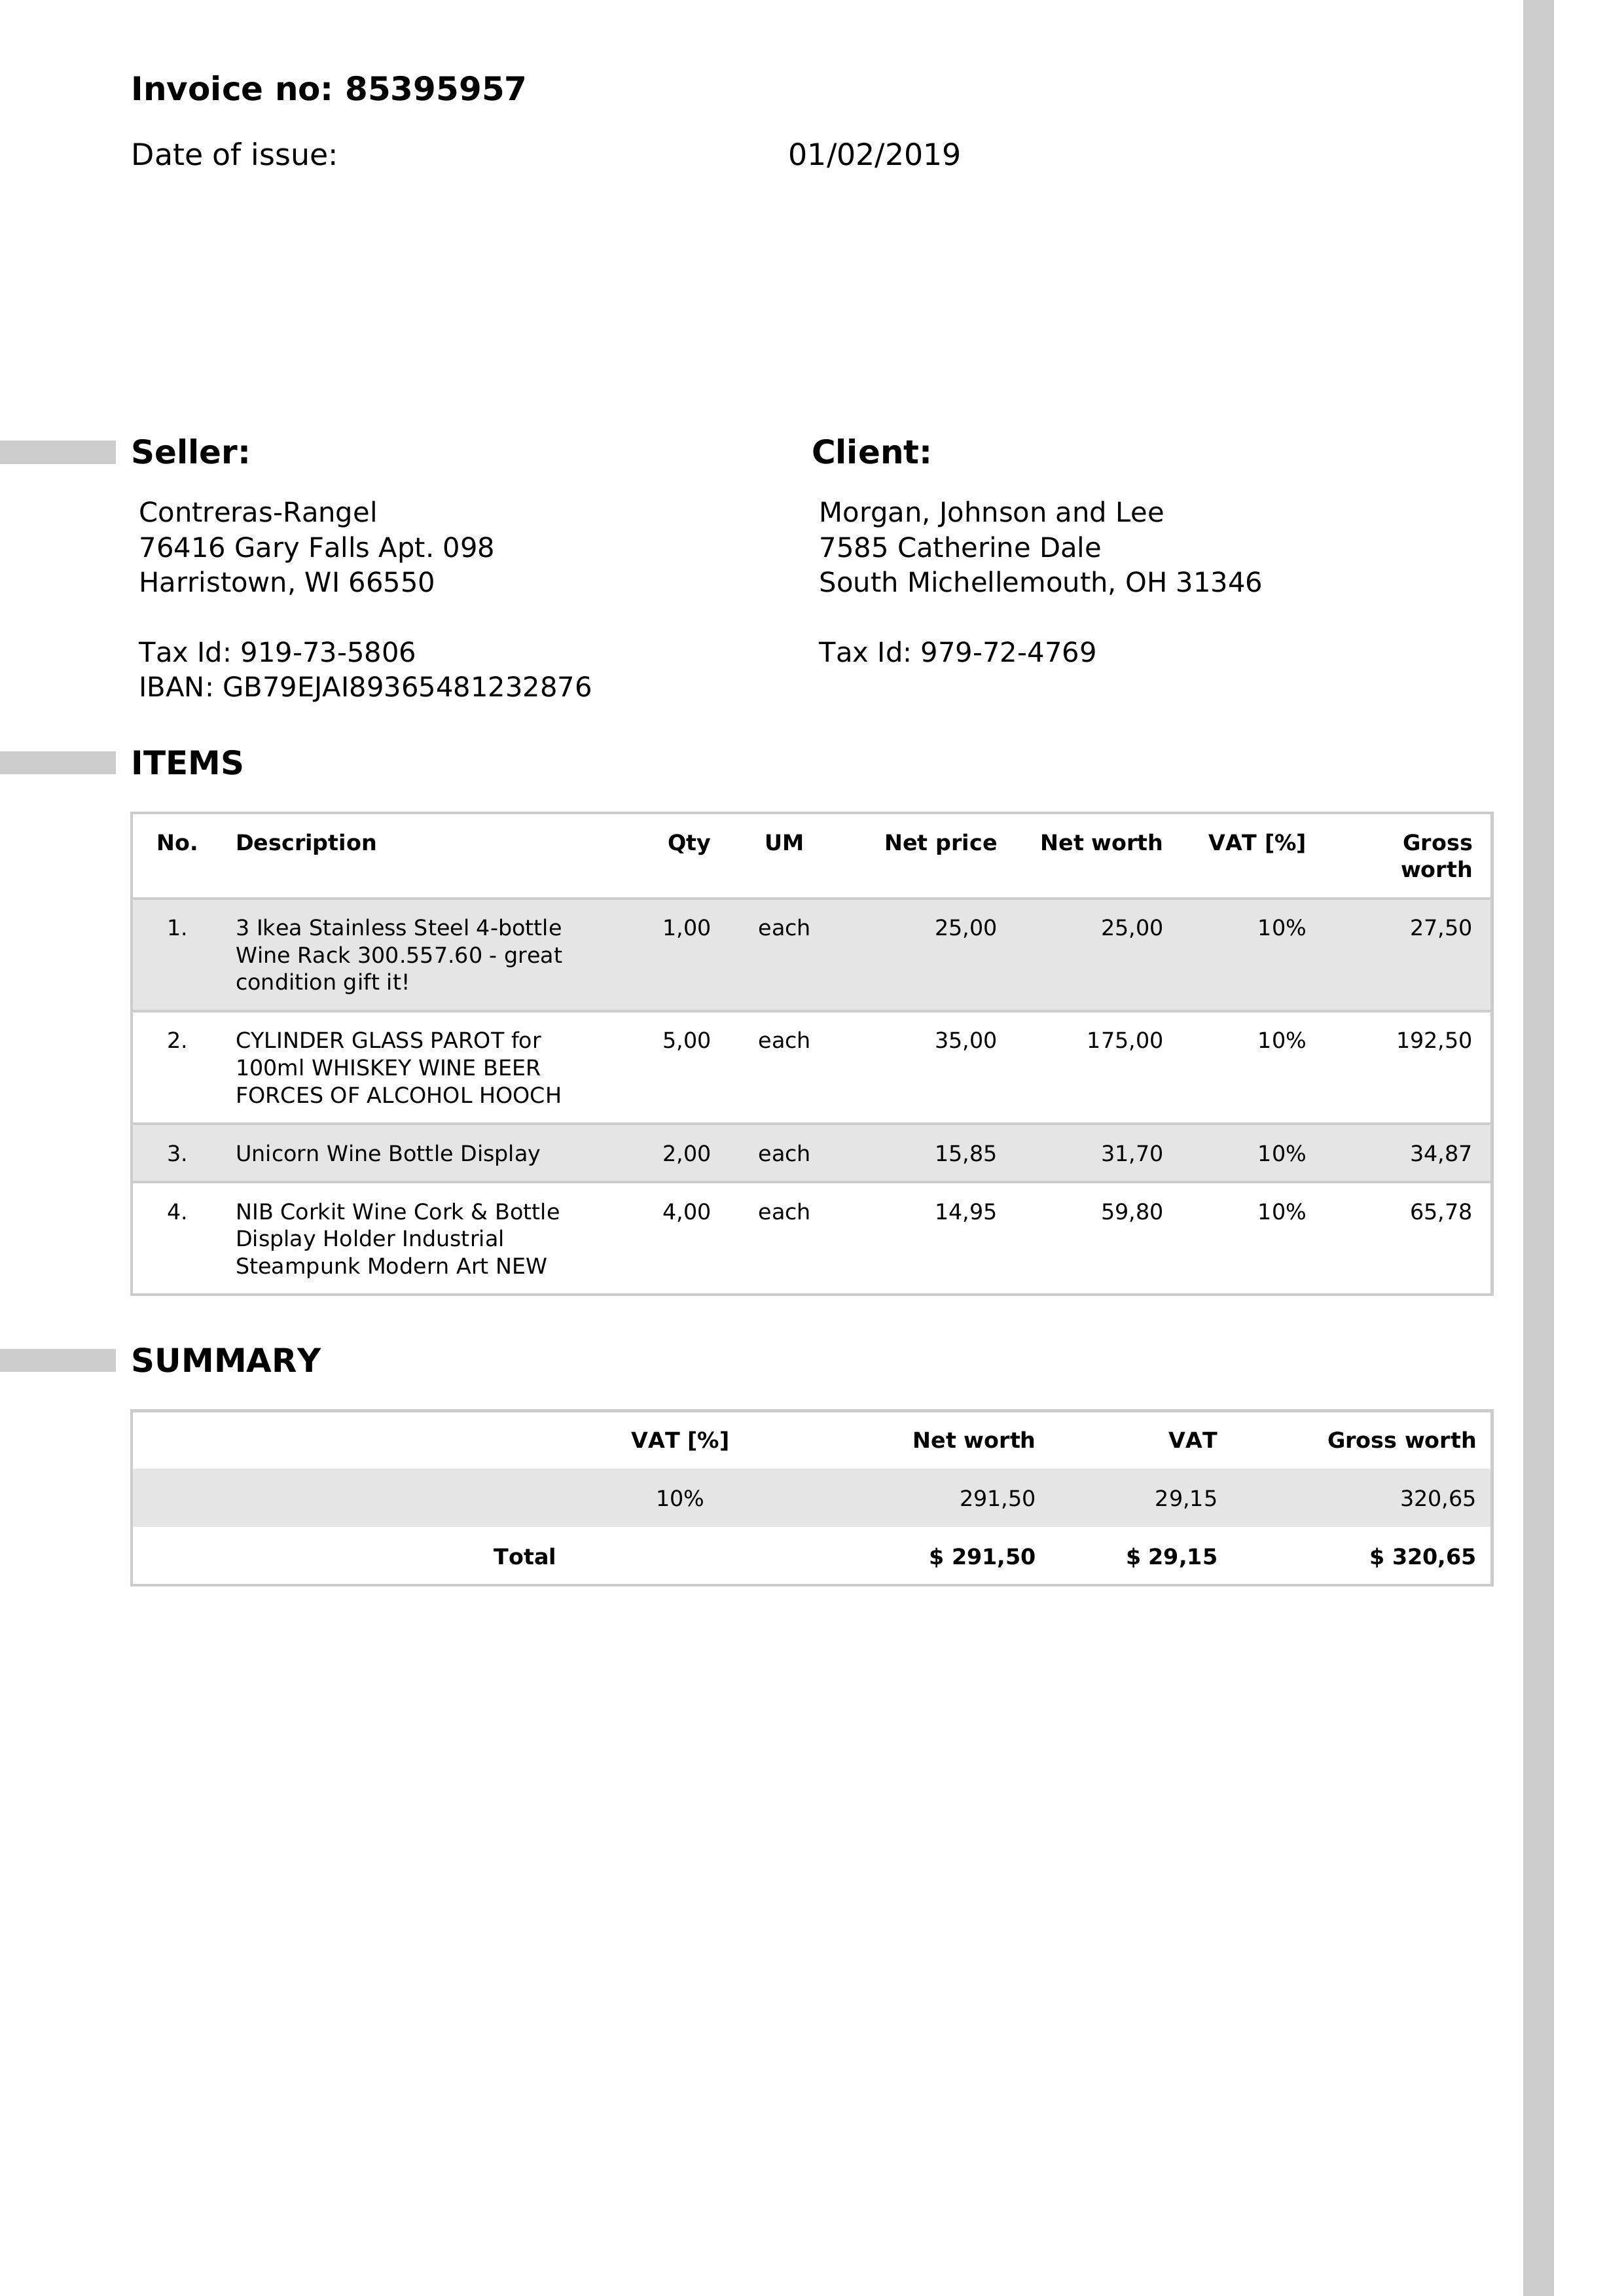 Invoice no: 85395957
Date of issue: 01/02/2019
Seller:
Contreras-Rangel
76416 Gary Falls Apt. 098
Harristown, WI 66550
Tax Id: 919-73-5806
IBAN: GB79EJAI89365481232876
Client:
Morgan, Johnson and Lee
7585 Catherine Dale
South Michellemouth, OH 31346
Tax Id: 979-72-4769
ITEMS
No. Description Qty UM Net price Net worth VAT [%] Gross
worth
1. 3 Ikea Stainless Steel 4-bottle 1,00 each 25,00 25,00 10% 27,50
Wine Rack 300.557.60 - great
condition gift it!
2. CYLINDER GLASS PAROT for 5,00 each 35,00 175,00 10% 192,50
100ml WHISKEY WINE BEER
FORCES OF ALCOHOL HOOCH
3. Unicorn Wine Bottle Display 2,00 each 15,85 31,70 10% 34,87
4. NIB Corkit Wine Cork & Bottle 4,00 each 14,95 59,80 10% 65,78
Display Holder Industrial
Steampunk Modern Art NEW
SUMMARY
VAT [%] Net worth VAT Gross worth
10% 291,50 29,15 320,65
Total $ 291,50 $ 29,15 $ 320,65